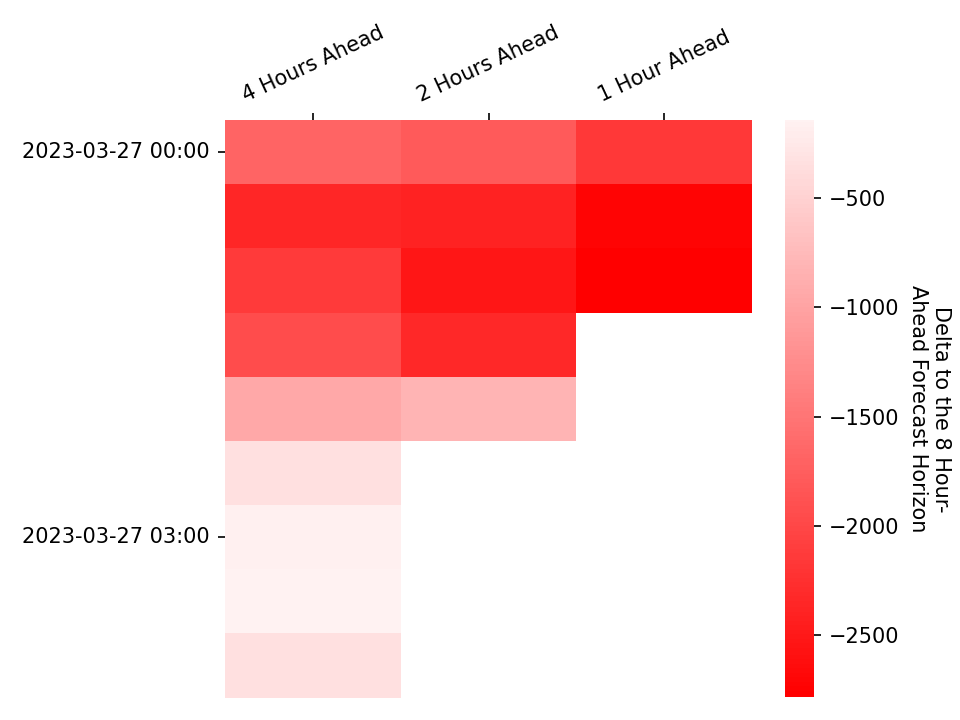 4 Hours Ahead
2 Hours Ahead
1 Hour Ahead
2023-03-27 00:00
2023-03-27 03:00
−500
−1000
−1500
−2000
−2500
Delta to the 8 Hour-
Ahead Forecast Horizon